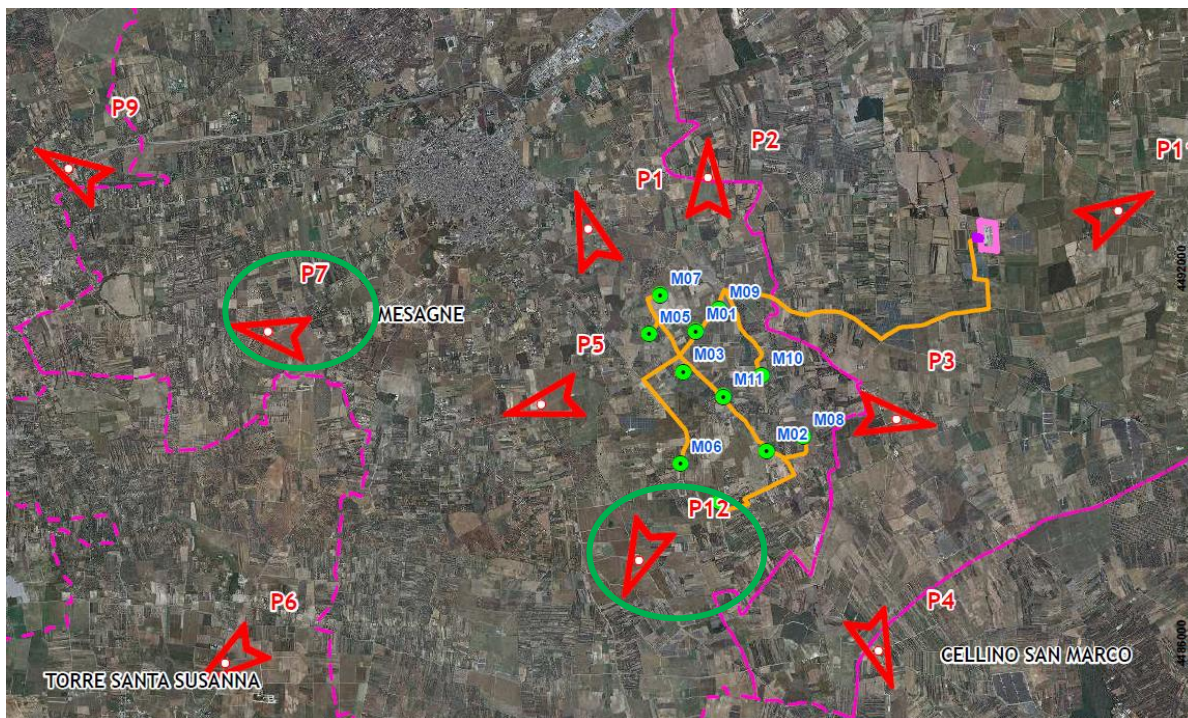 P9
P2
P1
P1
P7
4492000
M07
M09
MESAGNE
M05
M01
P5
M03
M10
P3
M11
M08
M02
M06
P12
P6
P4
4486000
CELLINO SAN MARCO
TORRE SANTA SUSANNA